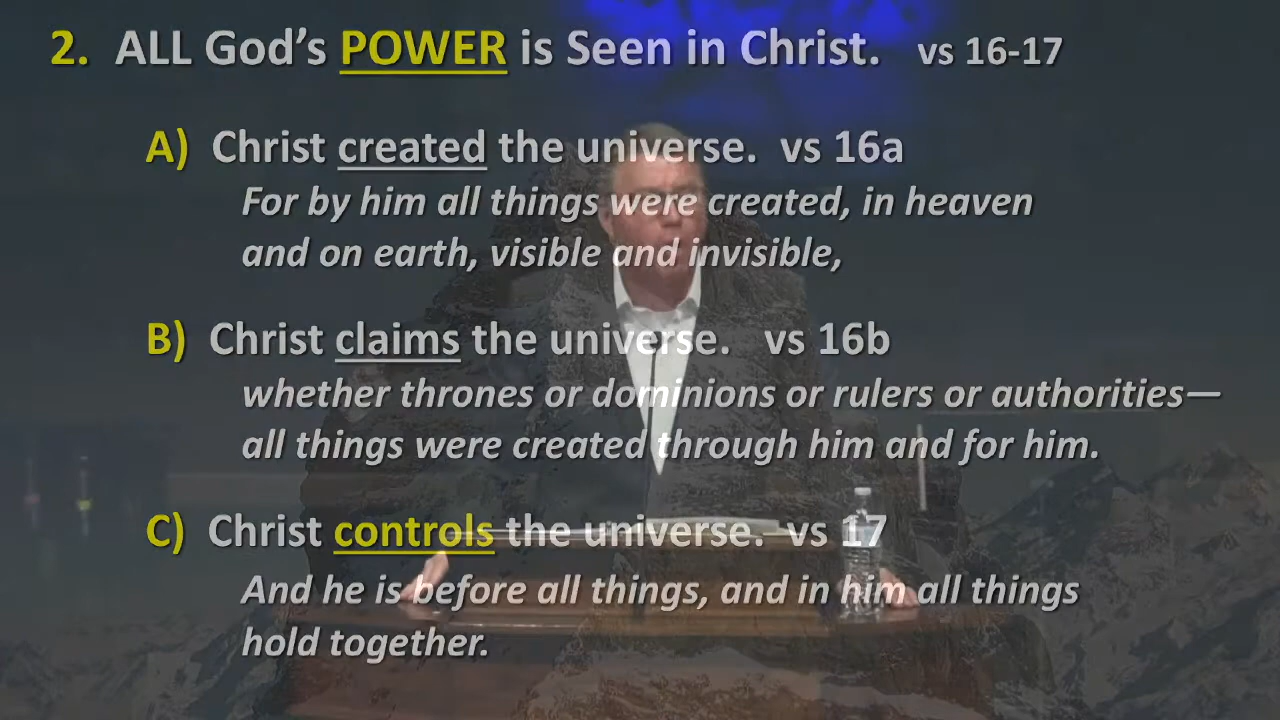 2. ALL God's POWER is Seen in Christ. vs 16-17
A) Christ created the universe. vs 16a
For by him all things were created, in heaven
and on earth, visible and invisible,
B) Christ claims the universe. vs 16b
whether thrones or dominions or rulers or authorities—
all things were created through him and for him.
C) Christ controls the universe. vs 17
And he is before all things, and in him all things
hold together.